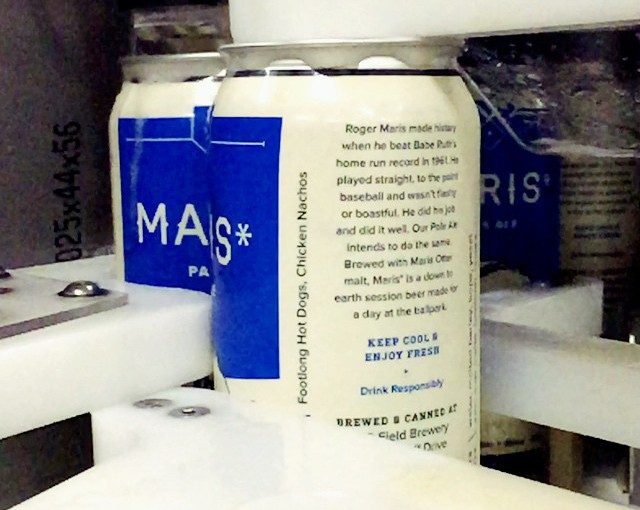 025x44x56
MA
PA
S*
Footlong Hot Dogs, Chicken Nachos
Roger Maris made history
when he beat Babe Ruth's
home run record in 1961. He
played straight, to the point
baseball and wasn't flashy
or boastful. He did his job
and did it well. Our Pale Ale
intends to do the same.
Brewed with Maris Otter
malt, Maris* is a down to
earth session beer made for
a day at the ballpark.
KEEP COOL &
ENJOY FRESH
Drink Responsibly
BREWED & CANNED AT
Field Brewery
Drive
RIS*
ALE